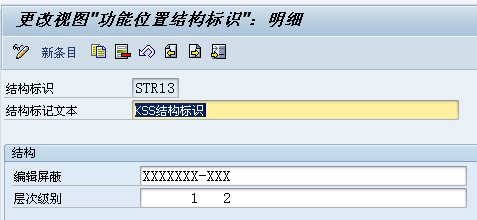 更改视图"功能位置结构标识": 明细
新条目
结构标识 STR13
结构标记文本 KSS结构标识
结构
编辑屏蔽 XXXXXXX-XXX
层次级别 1 2